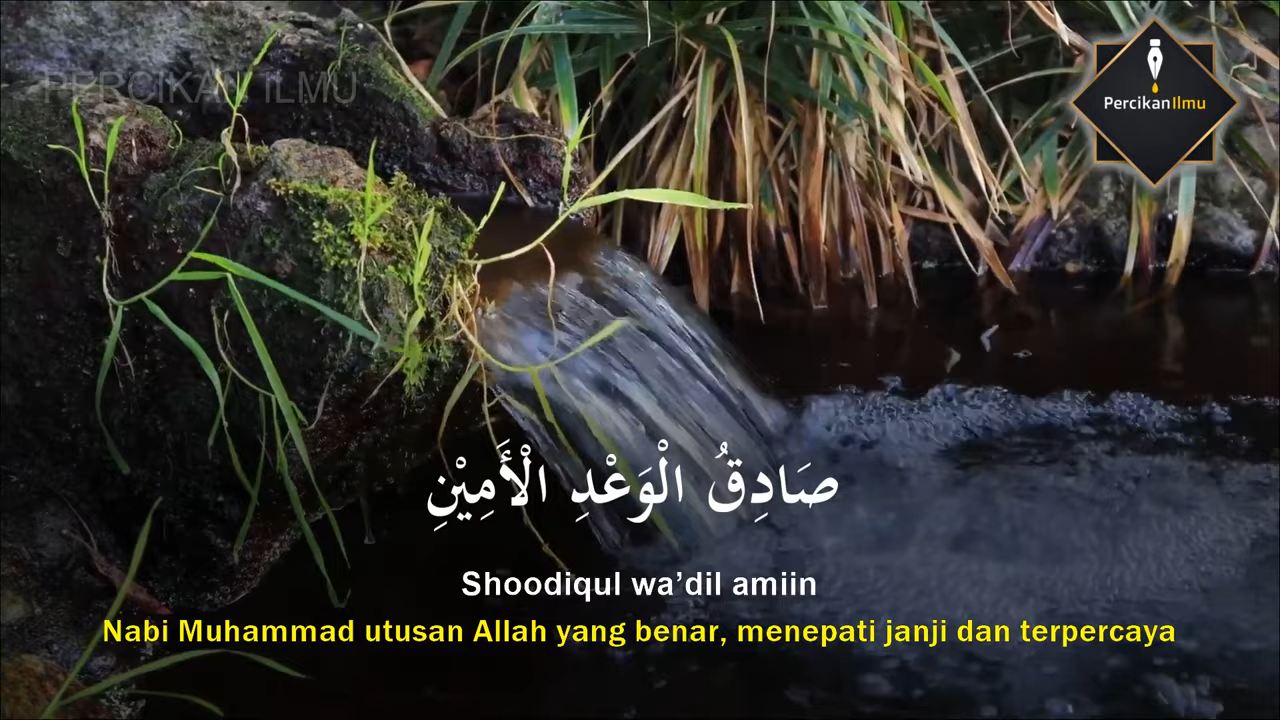 PERCIKAN ILMU
PercikanIlmu
صَادِقُ الْوَعْدِ الْأَمِيْنِ
Shoodiqul wa’dil amiin
Nabi Muhammad utusan Allah yang benar, menepati janji dan terpercaya